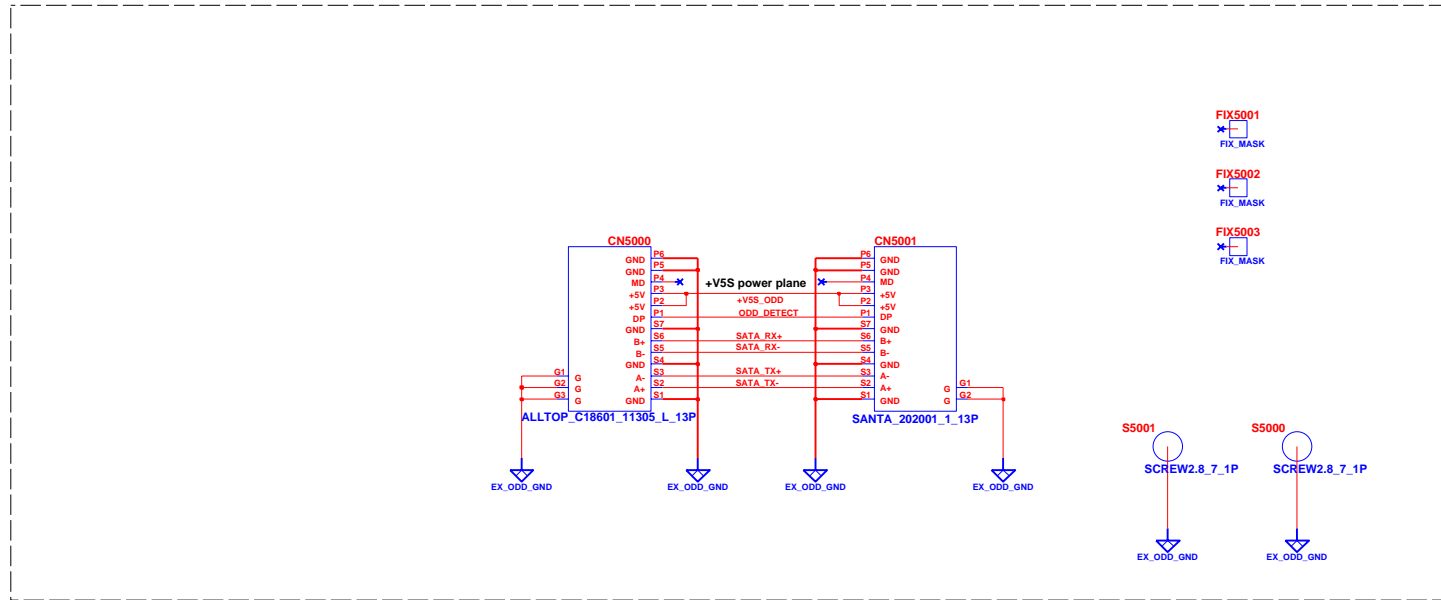 FIX5001
FIX_MASK
FIX5002
FIX_MASK
FIX5003
FIX_MASK
CN5000
P6
GND
P5
GND
P4
MD
P3
+5V
P2
+5V
P1
DP
S7
GND
S6
B+
S5
B-
S4
GND
S3
A-
S2
A+
S1
GND
G1
G
G2
G
G3
G
ALLTOP_C18601_11305_L_13P
+V5S power plane
+V5S_ODD
ODD_DETECT
SATA_RX+
SATA_RX-
SATA_TX+
SATA_TX-
CN5001
P6
GND
P5
GND
P4
MD
P3
+5V
P2
+5V
P1
DP
S7
GND
S6
B+
S5
B-
S4
GND
S3
A-
S2
A+
S1
GND
G1
G
G2
G
SANTA_202001_1_13P
EX_ODD_GND
EX_ODD_GND
EX_ODD_GND
EX_ODD_GND
S5001
SCREW2.8_7_1P
EX_ODD_GND
S5000
SCREW2.8_7_1P
EX_ODD_GND